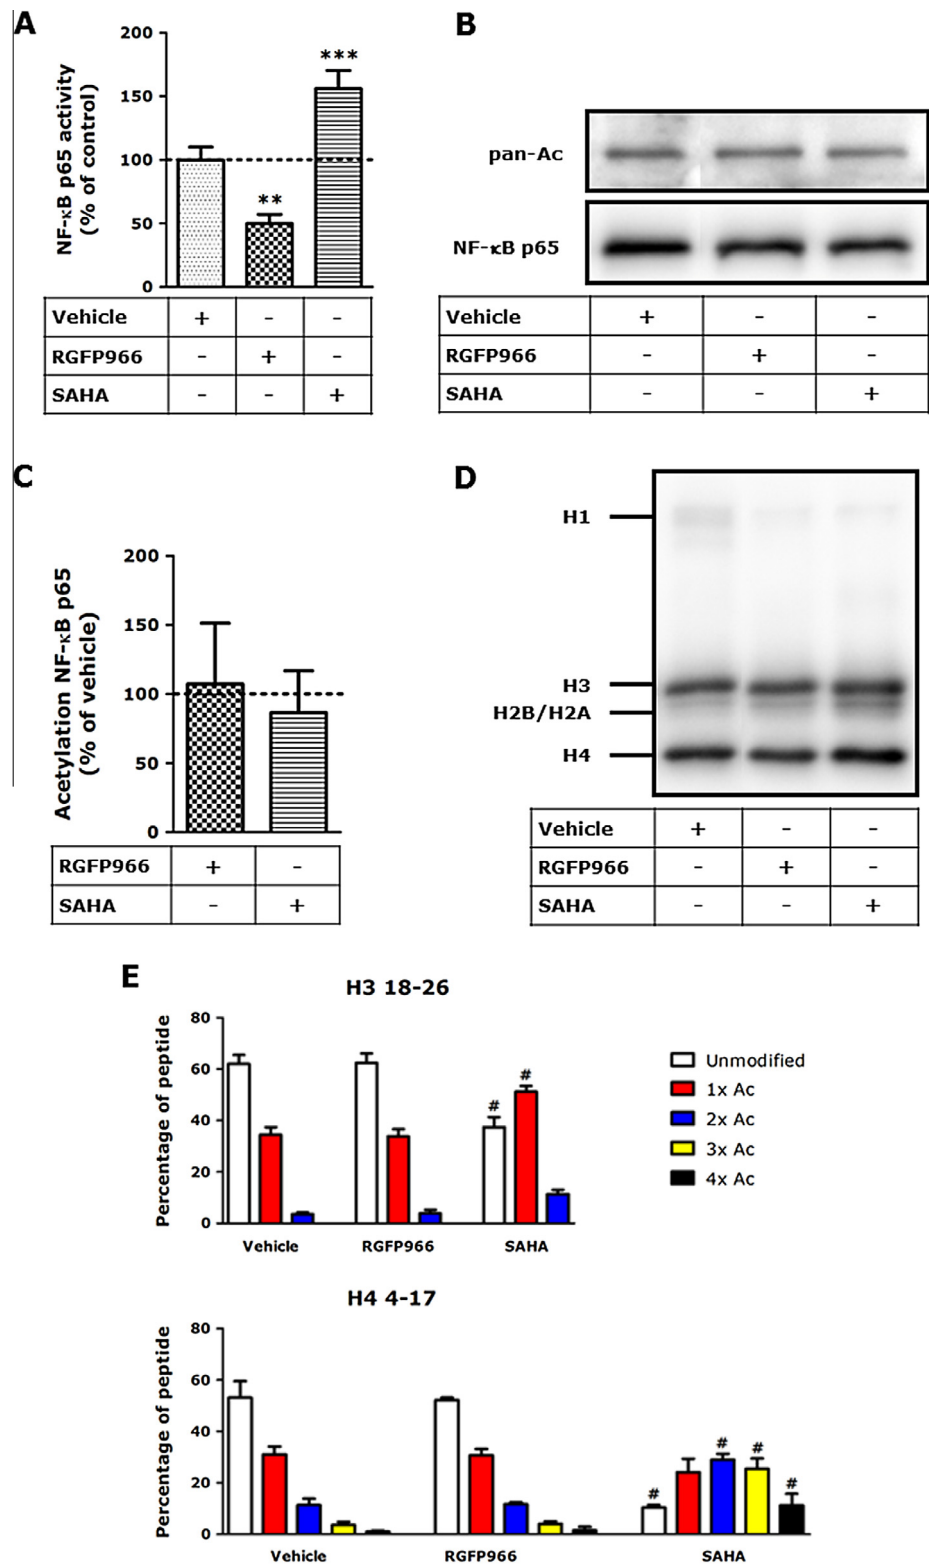 A
NF-κB p65 activity
(% of control)
200
150
100
50
0
***
**
Vehicle + - -
RGFP966 - + -
SAHA - - +
B
pan-Ac
NF-κB p65
Vehicle + - -
RGFP966 - + -
SAHA - - +
C
Acetylation NF-κB p65
(% of vehicle)
200
150
100
50
0
RGFP966 + -
SAHA - +
D
H1
H3
H2B/H2A
H4
Vehicle + - -
RGFP966 - + -
SAHA - - +
E
H3 18-26
Percentage of peptide
80
60
40
20
0
# #
Vehicle RGFP966 SAHA
Unmodified
1x Ac
2x Ac
3x Ac
4x Ac
H4 4-17
Percentage of peptide
80
60
40
20
0
# # # #
Vehicle RGFP966 SAHA